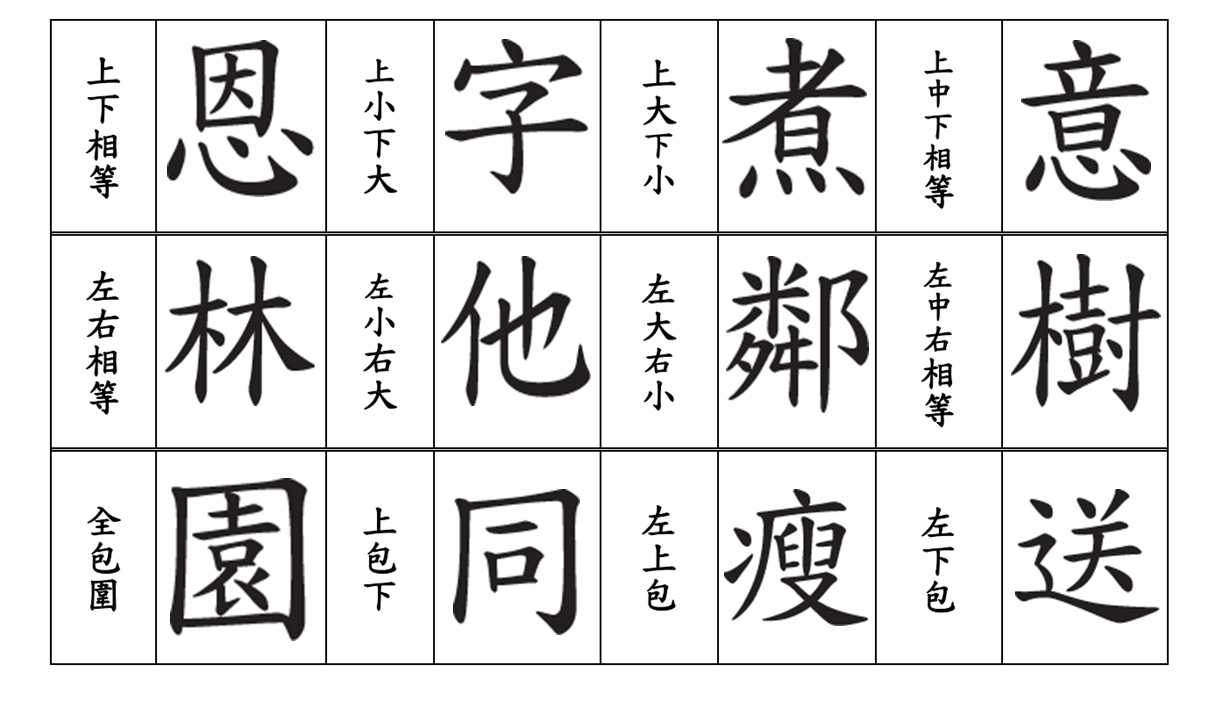 上下相等
恩
上小下大
字
上大下小
煮
上中下相等
意
左右相等
林
左小右大
他
左大右小
鄰
左中右相等
樹
全包圍
園
上包下
同
左上包
瘦
左下包
送